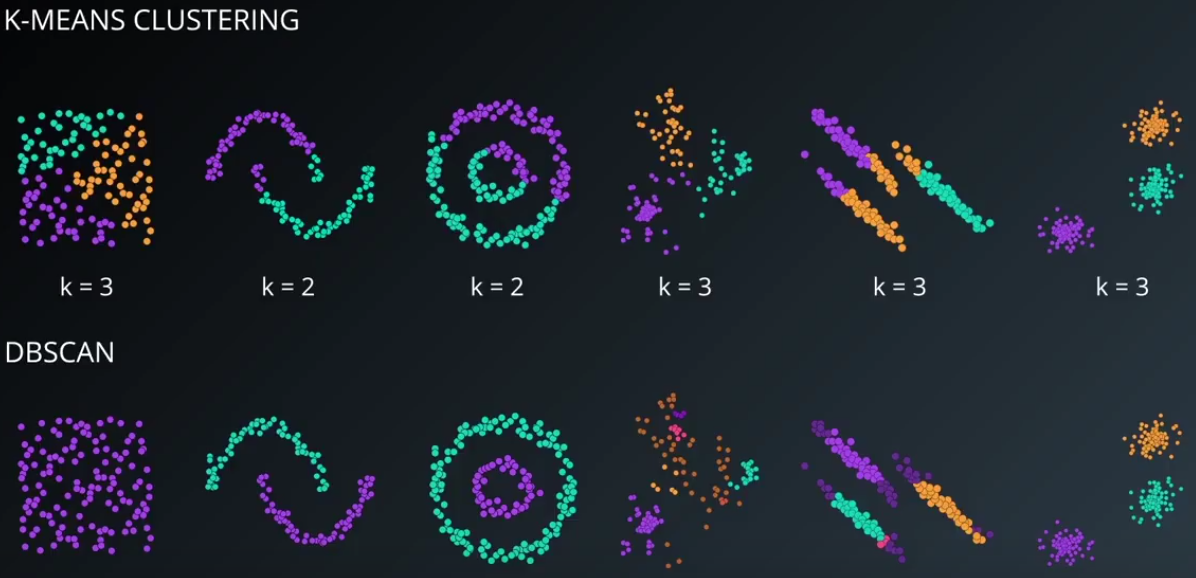 K-MEANS CLUSTERING
k = 3
k = 2
k = 2
k = 3
k = 3
k = 3
DBSCAN